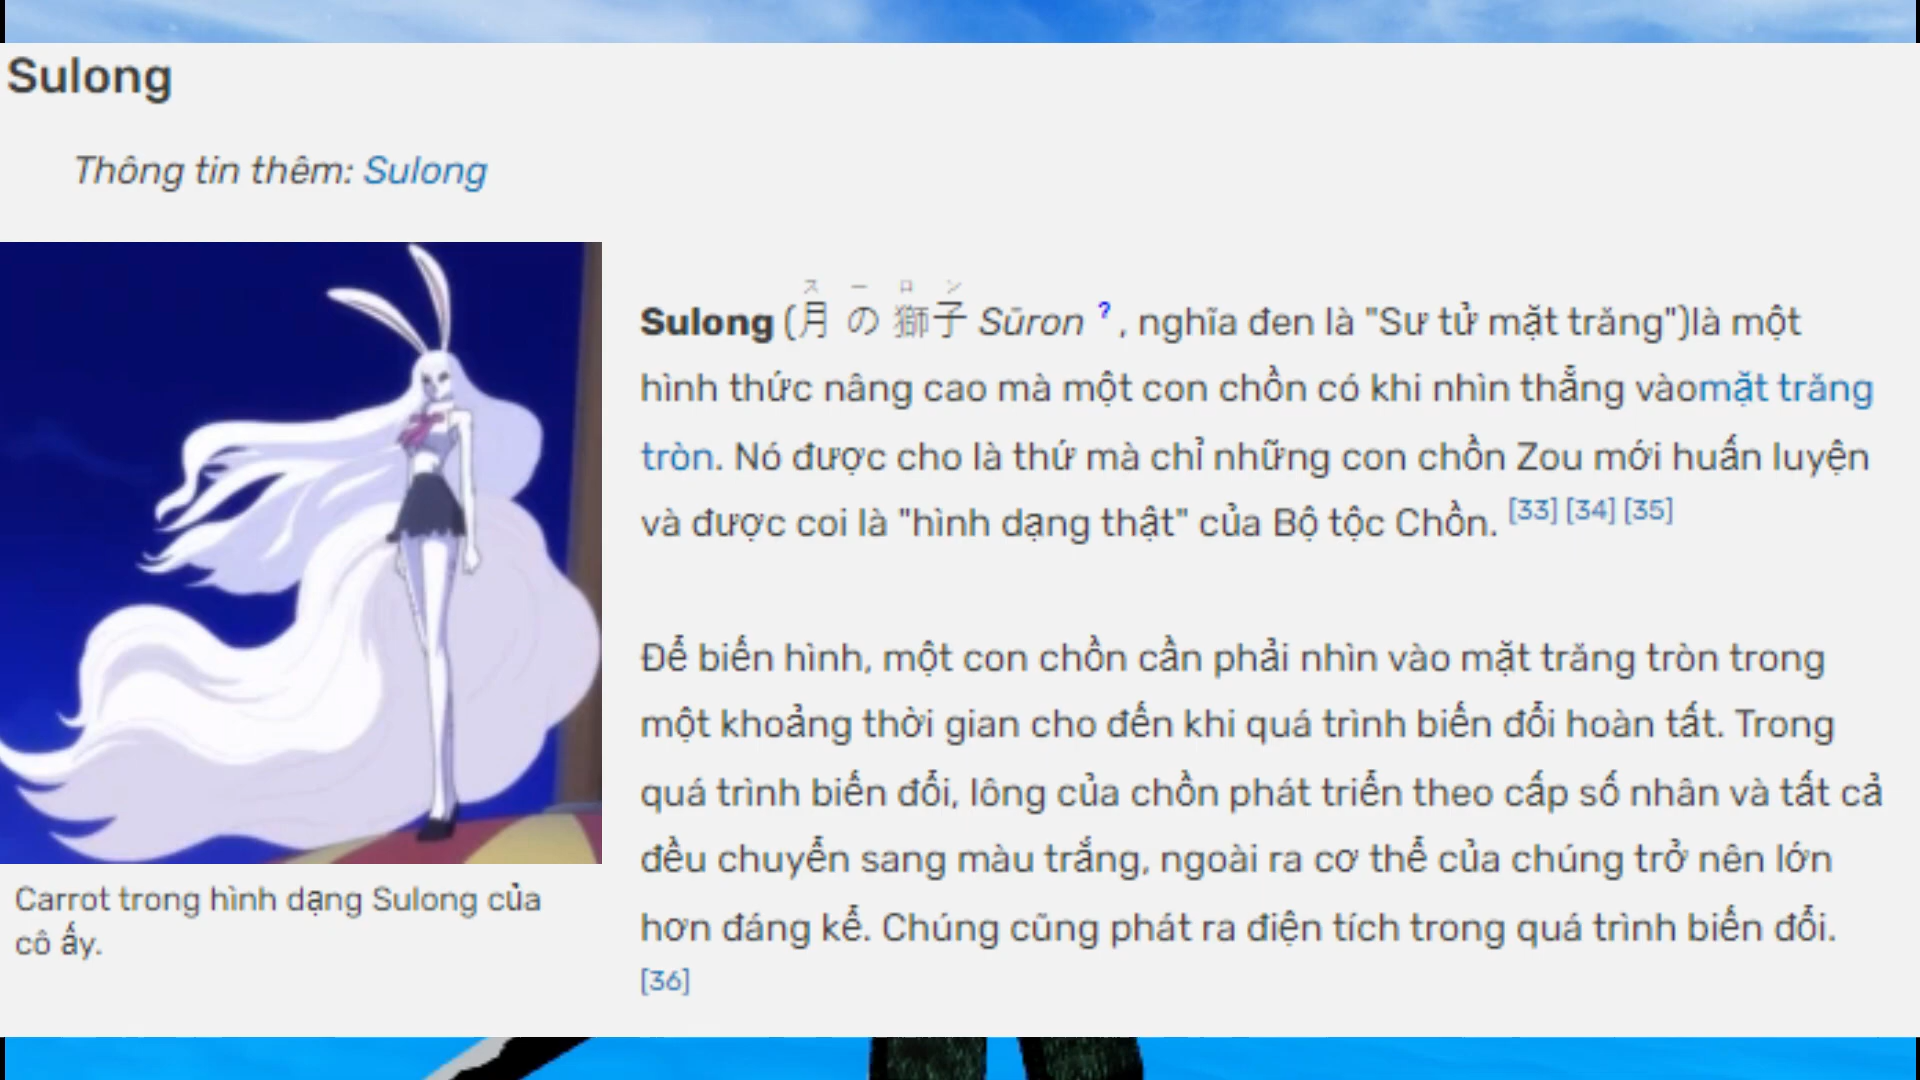 Sulong
Thông tin thêm: Sulong
スーロン
Sulong (月の獅子 Sūron ?, nghĩa đen là "Sư tử mặt trăng")là một
hình thức nâng cao mà một con chồn có khi nhìn thẳng vàomặt trăng
tròn. Nó được cho là thứ mà chỉ những con chồn Zou mới huấn luyện
và được coi là "hình dạng thật" của Bộ tộc Chồn. [33] [34] [35]
Để biến hình, một con chồn cần phải nhìn vào mặt trăng tròn trong
một khoảng thời gian cho đến khi quá trình biến đổi hoàn tất. Trong
quá trình biến đổi, lông của chồn phát triển theo cấp số nhân và tất cả
đều chuyển sang màu trắng, ngoài ra cơ thể của chúng trở nên lớn
hơn đáng kể. Chúng cũng phát ra điện tích trong quá trình biến đổi.
[36]
Carrot trong hình dạng Sulong của
cô ấy.